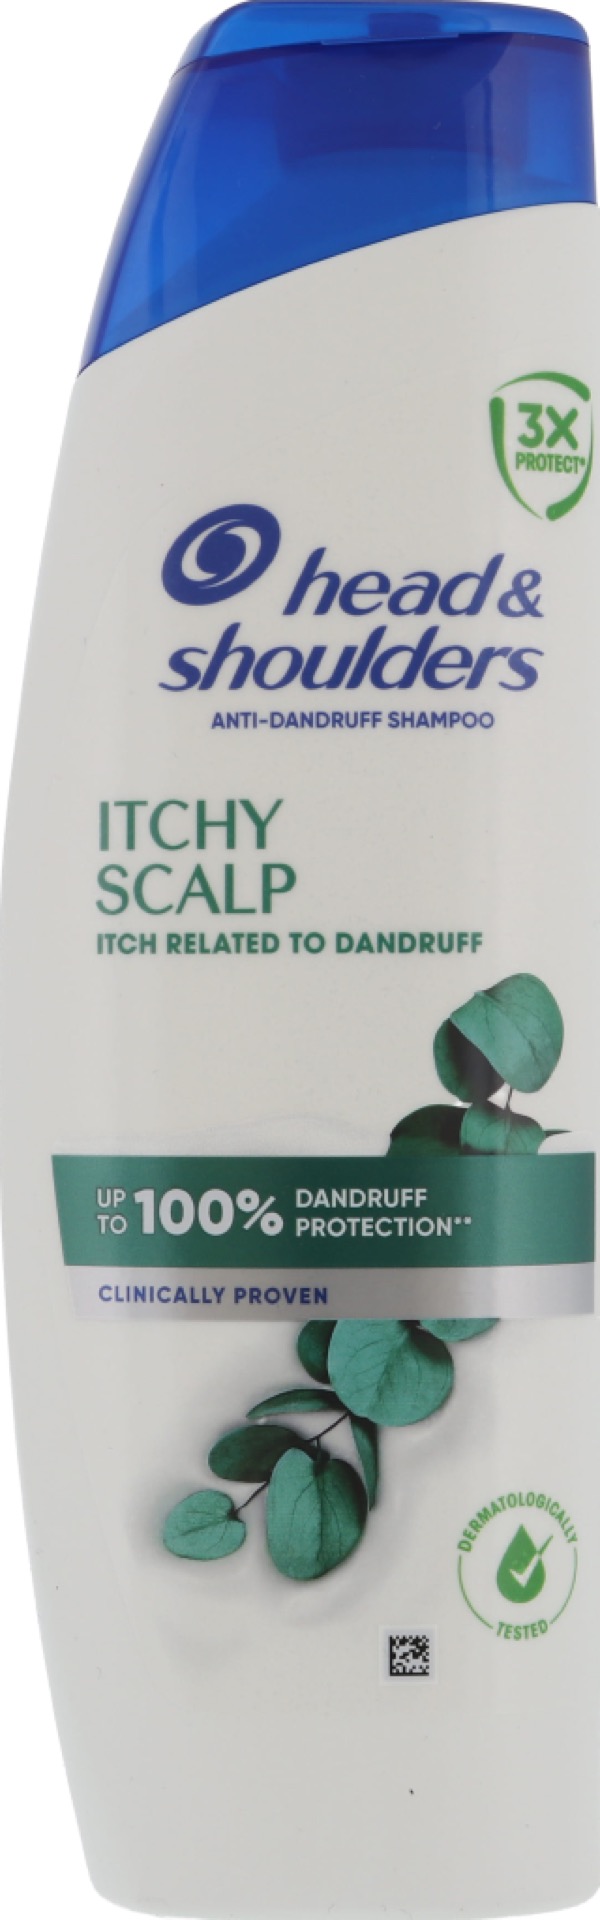 3X
PROTECT*
head &
shoulders
ANTI-DANDRUFF SHAMPOO
ITCHY
SCALP
ITCH RELATED TO DANDRUFF
UP TO 100% DANDRUFF PROTECTION**
CLINICALLY PROVEN
DERMATOLOGICALLY
TESTED